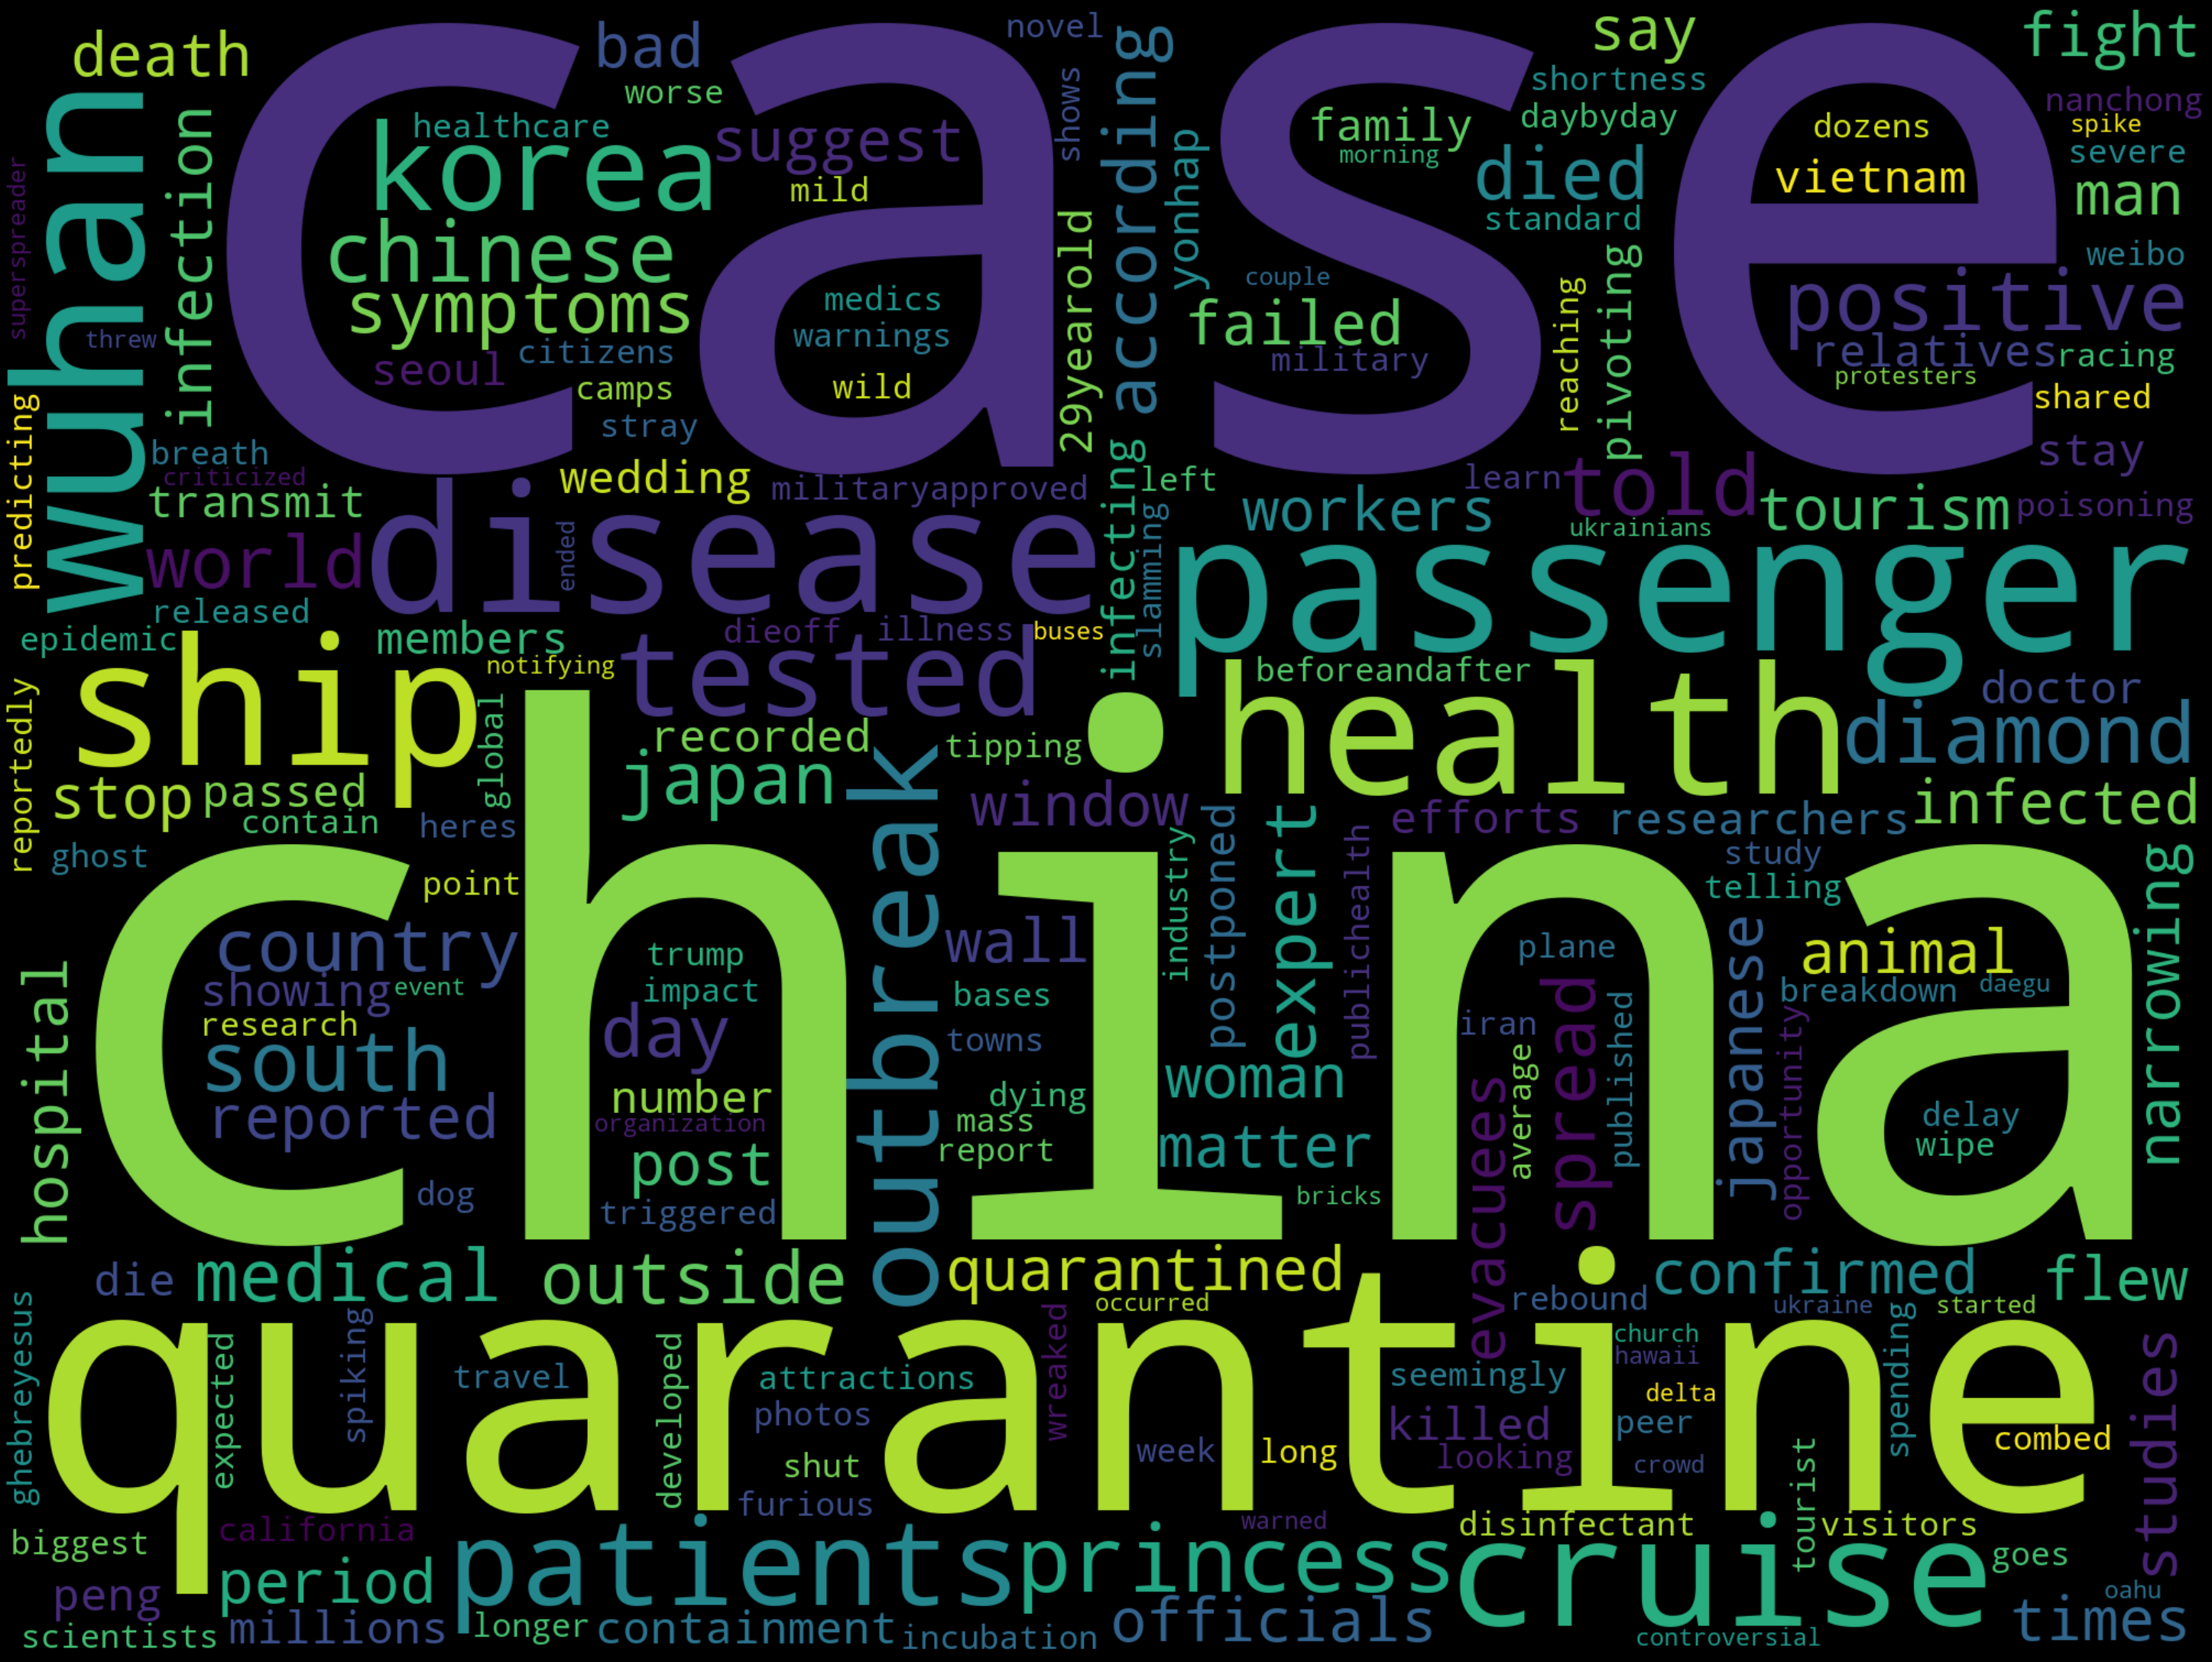 case
china
quarantine
wuhan
disease
passenger
health
ship
tested
cruise
patients
princess
outbreak
korea
chinese
symptoms
death
bad
worse
novel
say
fight
healthcare
suggest
mild
shows
according
yonhap
family
morning
shortness
daybyday
died
standard
dozens
vietnam
nanchong
spike
severe
man
weibo
infection
superspreader
threw
seoul
citizens
camps
stray
medics
warnings
wild
29yearold
couple
failed
military
reaching
pivoting
positive
relatives
racing
protesters
shared
stay
predicting
breath
criticized
transmit
world
released
epidemic
wedding
militaryapproved
ended
infecting
left
slamming
workers
learn
told
ukrainians
tourism
poisoning
members
notifying
dieoff
illness
buses
beforeandafter
doctor
diamond
reportedly
stop
passed
global
contain
heres
ghost
point
recorded
japan
tipping
window
industry
postponed
expert
publichealth
efforts
researchers
infected
study
telling
narrowing
country
showing
event
research
south
reported
hospital
trump
impact
day
number
organization
post
triggered
dog
wall
bases
towns
dying
mass
report
woman
matter
bricks
plane
iran
average
evacuees
spread
published
japanese
opportunity
animal
breakdown
daegu
delay
wipe
die
medical
outside
quarantined
occurred
wreaked
rebound
confirmed
ukraine
started
flew
ghebreyesus
expected
spiking
travel
developed
attractions
photos
shut
furious
week
long
seemingly
killed
looking
church
hawaii
delta
peer
crowd
tourist
spending
combed
studies
biggest
california
period
peng
scientists
millions
longer
containment
incubation
warned
officials
disinfectant
visitors
goes
oahu
times
controversial